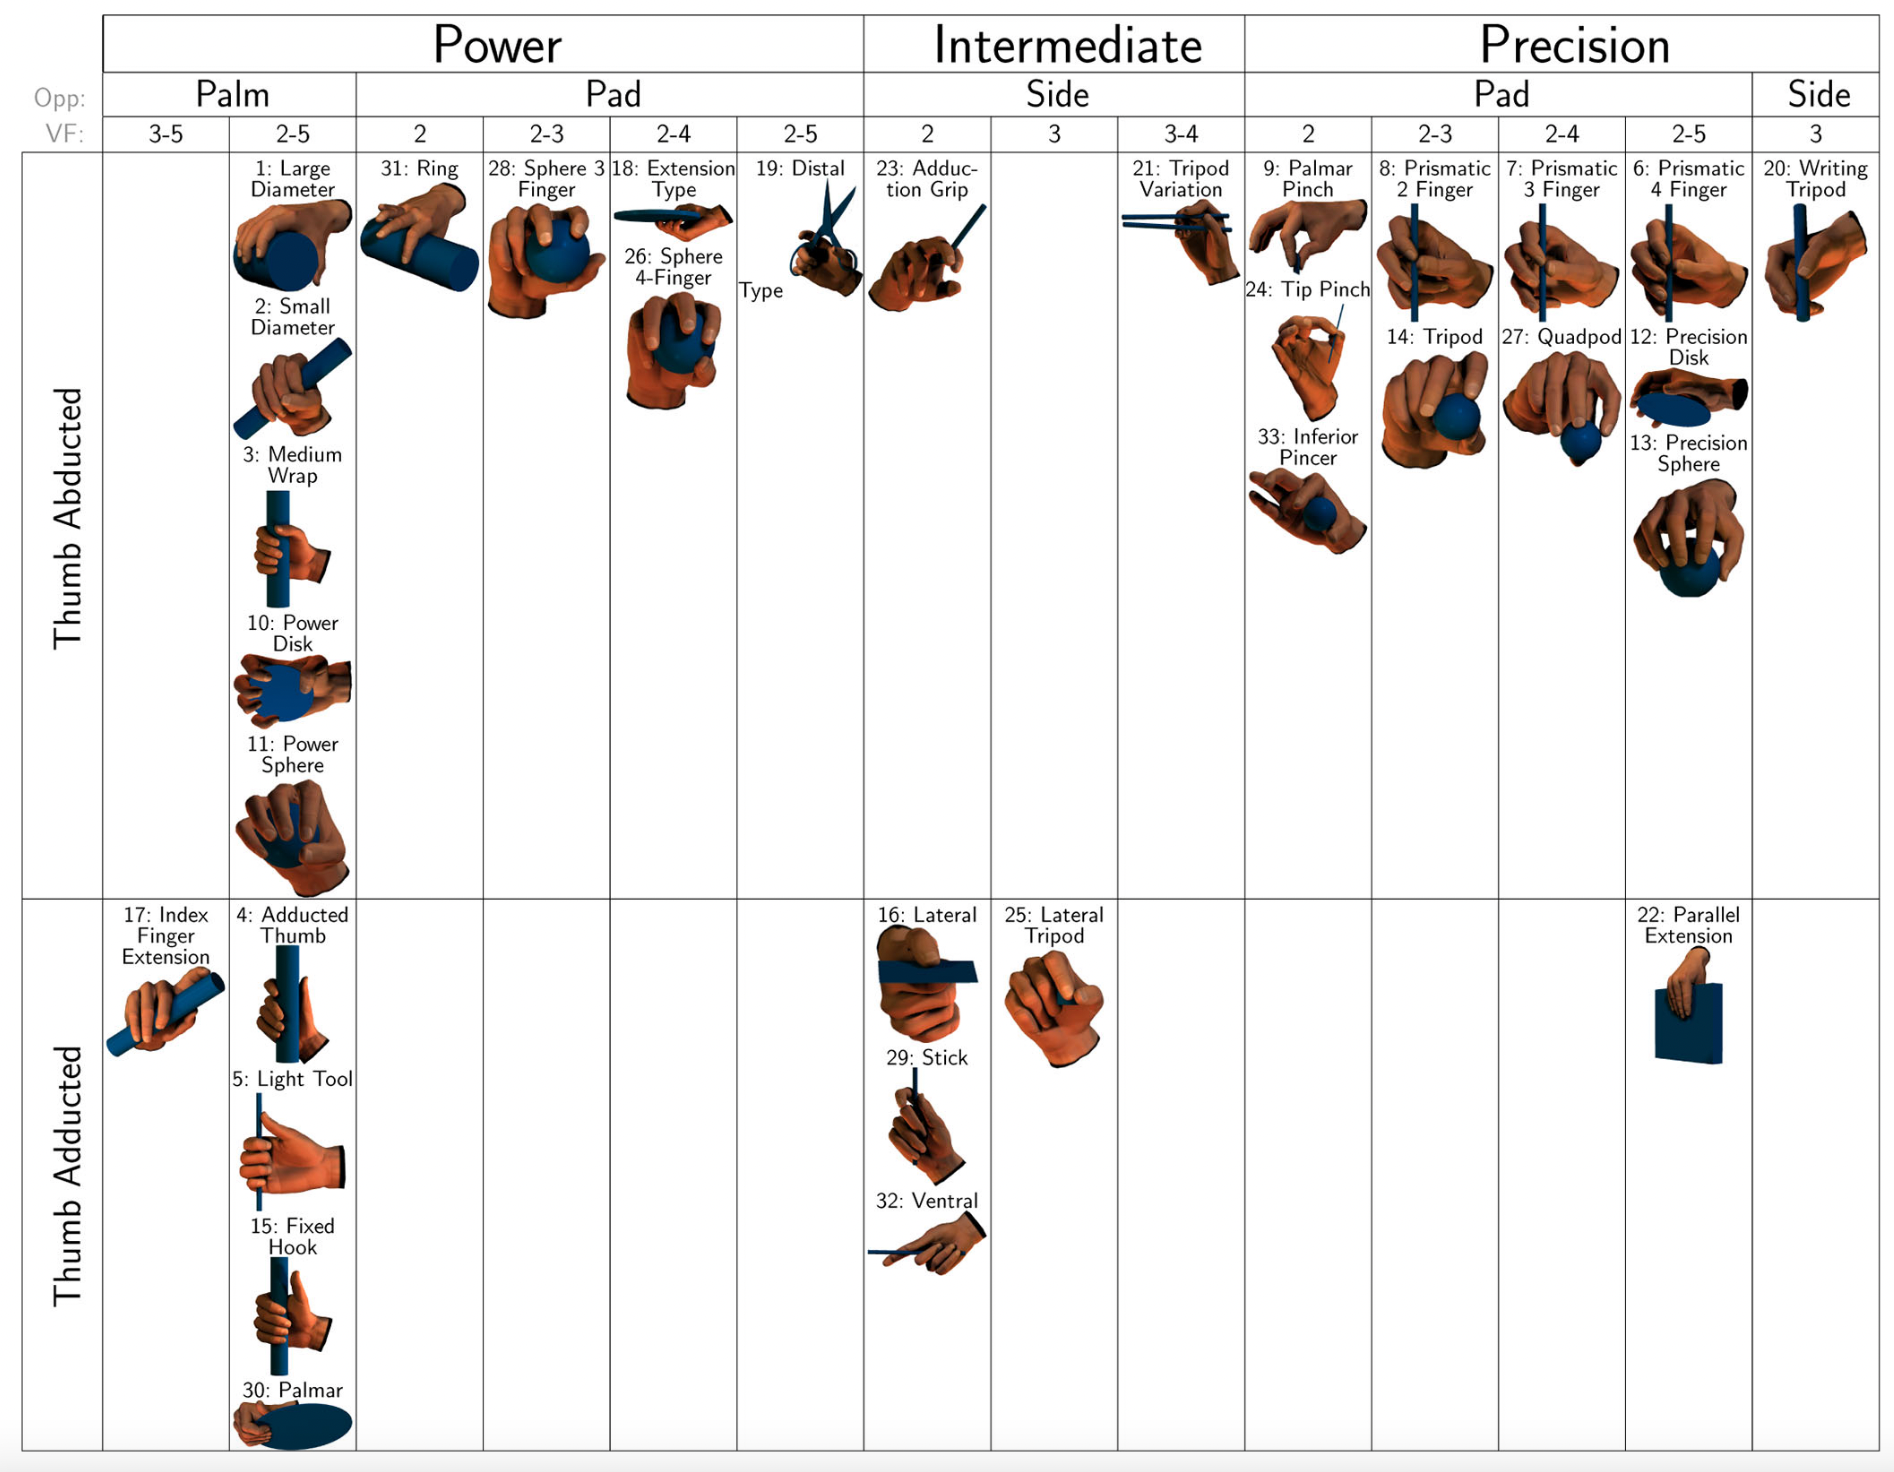 Power
Intermediate
Precision
Opp:
Palm
Pad
Side
Pad
Side
VF:
3-5
2-5
2
2-3
2-4
2-5
2
3
3-4
2
2-3
2-4
2-5
3
Thumb Abducted
1: Large
Diameter
2: Small
Diameter
3: Medium
Wrap
10: Power
Disk
11: Power
Sphere
31: Ring
28: Sphere 3
Finger
18: Extension
Type
26: Sphere
4-Finger
19: Distal
Type
23: Adduc-
tion Grip
21: Tripod
Variation
9: Palmar
Pinch
24: Tip Pinch
33: Inferior
Pincer
8: Prismatic
2 Finger
14: Tripod
7: Prismatic
3 Finger
27: Quadpod
6: Prismatic
4 Finger
12: Precision
Disk
13: Precision
Sphere
20: Writing
Tripod
Thumb Adducted
17: Index
Finger
Extension
4: Adducted
Thumb
5: Light Tool
15: Fixed
Hook
30: Palmar
16: Lateral
29: Stick
32: Ventral
25: Lateral
Tripod
22: Parallel
Extension